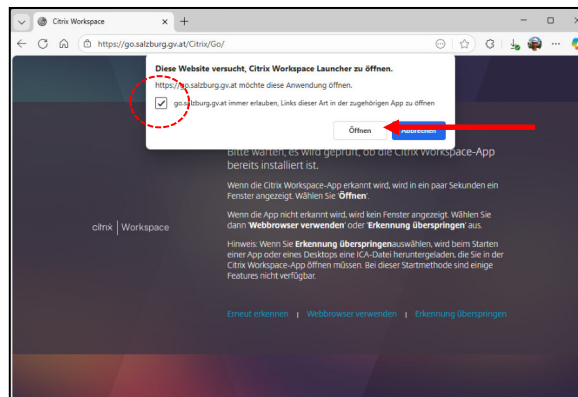 Citrix Workspace
https://go.salzburg.gv.at/Citrix/Go/
Diese Website versucht, Citrix Workspace Launcher zu öffnen.
https://go.salzburg.gv.at möchte diese Anwendung öffnen.
go.salzburg.gv.at immer erlauben, Links dieser Art in der zugehörigen App zu öffnen
Öffnen
Abbrechen
Bitte warten, es wird geprüft, ob die Citrix Workspace-App
bereits installiert ist.
Wenn die Citrix Workspace-App erkannt wird, wird in ein paar Sekunden ein
Fenster angezeigt. Wählen Sie 'Öffnen'.
Wenn die App nicht erkannt wird, wird kein Fenster angezeigt. Wählen Sie
dann 'Webbrowser verwenden' oder 'Erkennung überspringen' aus.
citrix | Workspace
Hinweis: Wenn Sie Erkennung überspringenauswählen, wird beim Starten
einer App oder eines Desktops eine ICA-Datei heruntergeladen, die Sie in der
Citrix Workspace-App öffnen müssen. Bei dieser Startmethode sind einige
Features nicht verfügbar.
Erneut erkennen | Webbrowser verwenden | Erkennung überspringen